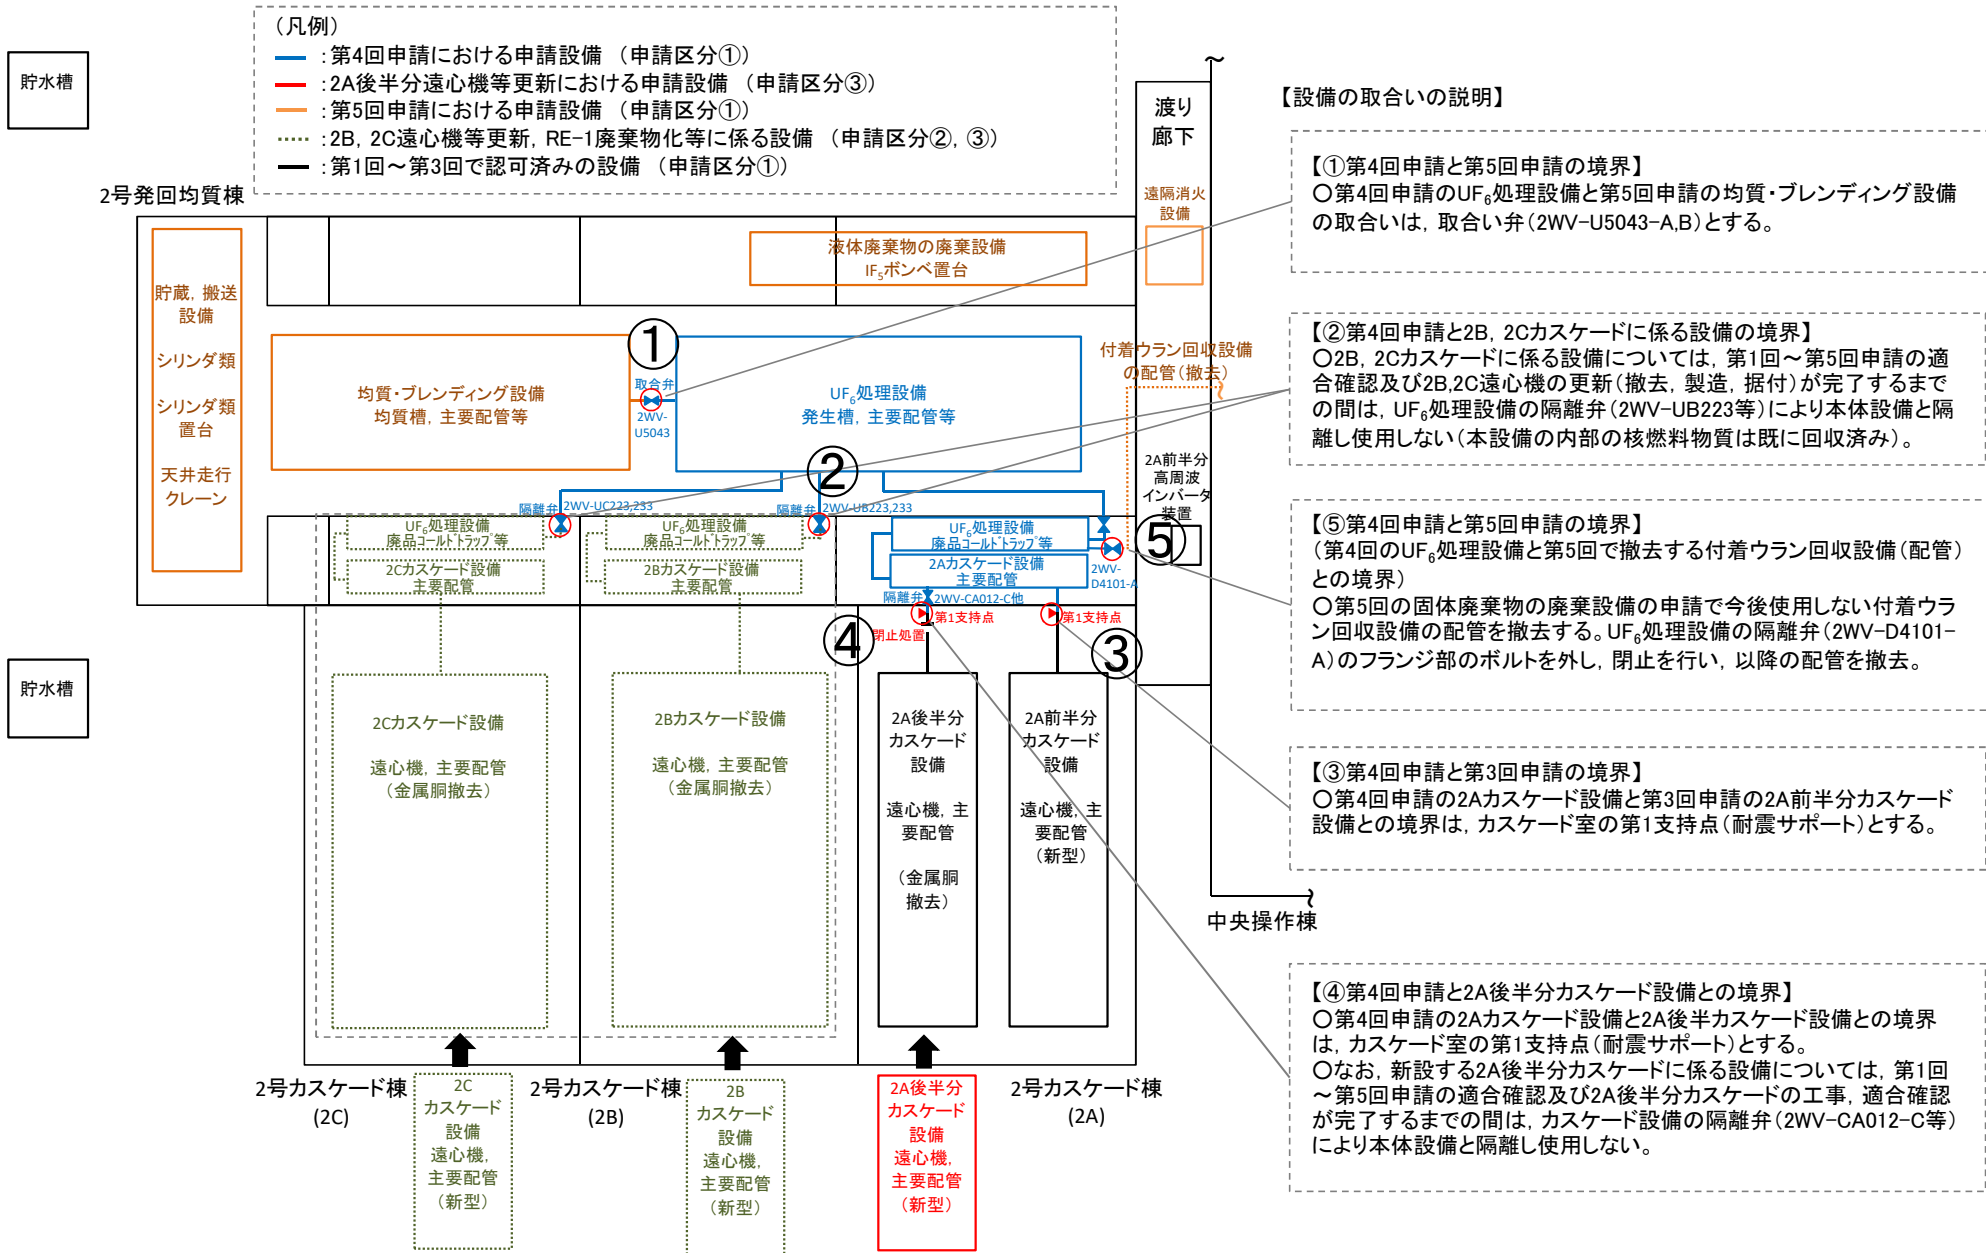 (凡例)
：第4回申請における申請設備 （申請区分①）
：2A後半分遠心機等更新における申請設備 （申請区分③）
：第5回申請における申請設備 （申請区分①）
：2B, 2C遠心機等更新, RE-1廃棄物化等に係る設備 （申請区分②, ③）
：第1回～第3回で認可済みの設備 （申請区分①）
貯水槽
貯水槽
2号発回均質棟
貯蔵, 搬送
設備
シリンダ類
シリンダ類
置台
天井走行
クレーン
液体廃棄物の廃棄設備
IF₅ボンベ置台
均質・ブレンディング設備
均質槽, 主要配管等
①
取合弁
2WV-
U5043
UF₆処理設備
発生槽, 主要配管等
②
渡り
廊下
遠隔消火
設備
付着ウラン回収設備
の配管(撤去)
2A前半分
高周波
インバータ
装置
⑤
隔離弁
2WV-UC223,233
隔離弁
2WV-UB223,233
UF₆処理設備
廃品コールドトラップ等
2Cカスケード設備
主要配管
UF₆処理設備
廃品コールドトラップ等
2Bカスケード設備
主要配管
UF₆処理設備
廃品コールドトラップ等
2Aカスケード設備
主要配管
2WV-
D4101-A
隔離弁
2WV-CA012-C他
第1支持点
第1支持点
閉止処置
④
③
2Cカスケード設備
遠心機, 主要配管
（金属胴撤去）
2Bカスケード設備
遠心機, 主要配管
（金属胴撤去）
2A後半分
カスケード
設備
遠心機, 主
要配管
（金属胴
撤去）
2A前半分
カスケード
設備
遠心機, 主
要配管
（新型）
中央操作棟
2号カスケード棟
(2C)
2C
カスケード
設備
遠心機,
主要配管
（新型）
2号カスケード棟
(2B)
2B
カスケード
設備
遠心機,
主要配管
（新型）
2A後半分
カスケード
設備
遠心機,
主要配管
（新型）
2号カスケード棟
(2A)
【設備の取合いの説明】
【①第4回申請と第5回申請の境界】
○第4回申請のUF₆処理設備と第5回申請の均質・ブレンディング設備
の取合いは, 取合い弁(2WV-U5043-A,B)とする。
【②第4回申請と2B, 2Cカスケードに係る設備の境界】
○2B, 2Cカスケードに係る設備については, 第1回～第5回申請の適
合確認及び2B,2C遠心機の更新(撤去, 製造, 据付)が完了するまで
の間は, UF₆処理設備の隔離弁(2WV-UB223等)により本体設備と隔
離し使用しない(本設備の内部の核燃料物質は既に回収済み)。
【⑤第4回申請と第5回申請の境界】
(第4回のUF₆処理設備と第5回で撤去する付着ウラン回収設備(配管)
との境界)
○第5回の固体廃棄物の廃棄設備の申請で今後使用しない付着ウラ
ン回収設備の配管を撤去する。UF₆処理設備の隔離弁(2WV-D4101-
A)のフランジ部のボルトを外し, 閉止を行い, 以降の配管を撤去。
【③第4回申請と第3回申請の境界】
○第4回申請の2Aカスケード設備と第3回申請の2A前半分カスケード
設備との境界は, カスケード室の第1支持点(耐震サポート)とする。
【④第4回申請と2A後半分カスケード設備との境界】
○第4回申請の2Aカスケード設備と2A後半カスケード設備との境界
は, カスケード室の第1支持点(耐震サポート)とする。
○なお, 新設する2A後半分カスケードに係る設備については, 第1回
～第5回申請の適合確認及び2A後半分カスケードの工事, 適合確認
が完了するまでの間は, カスケード設備の隔離弁(2WV-CA012-C等)
により本体設備と隔離し使用しない。